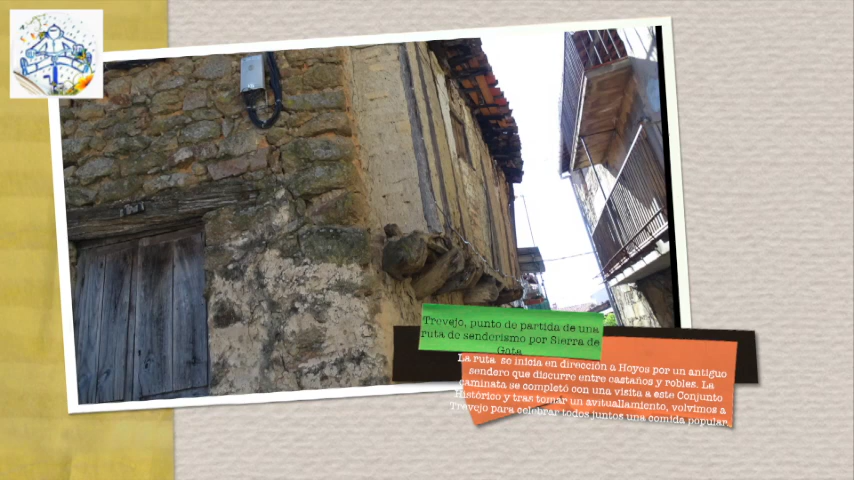 Trevejo, punto de partida de una
ruta de senderismo por Sierra de
Gata
La ruta se inicia en dirección a Hoyos por un antiguo
sendero que discurre entre castaños y robles. La
caminata se completó con una visita a este Conjunto
Histórico y tras tomar un avituallamiento, volvimos a
Trevejo para celebrar todos juntos una comida popular.